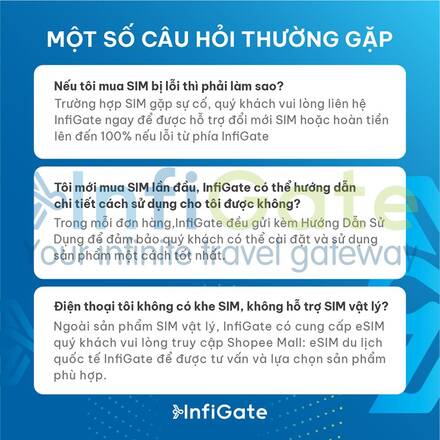 MỘT SỐ CÂU HỎI THƯỜNG GẶP
Nếu tôi mua SIM bị lỗi thì phải làm sao?
Trường hợp SIM gặp sự cố, quý khách vui lòng liên hệ
InfiGate ngay để được hỗ trợ đổi mới SIM hoặc hoàn tiền
lên đến 100% nếu lỗi từ phía InfiGate
Tôi mới mua SIM lần đầu, InfiGate có thể hướng dẫn
chi tiết cách sử dụng cho tôi được không?
InfiGate
Trong mỗi đơn hàng,InfiGate đều gửi kèm Hướng Dẫn Sử
Dụng để đảm bảo quý khách có thể cài đặt và sử dụng
sản phẩm một cách tốt nhất.
Your infinite travel gateway
Điện thoại tôi không có khe SIM, không hỗ trợ SIM vật lý?
Ngoài sản phẩm SIM vật lý, InfiGate có cung cấp eSIM
quý khách vui lòng truy cập Shopee Mall: eSIM du lịch
quốc tế InfiGate để được tư vấn và lựa chọn sản phẩm
phù hợp.
InfiGate